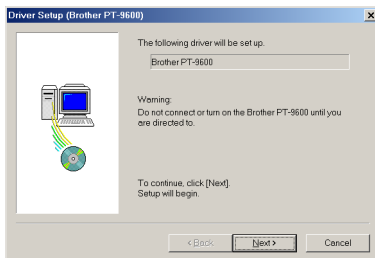 Driver Setup (Brother PT-9600)
The following driver will be set up.
Brother PT-9600
Warning:
Do not connect or turn on the Brother PT-9600 until you
are directed to.
To continue, click [Next].
Setup will begin.
< Back
Next >
Cancel